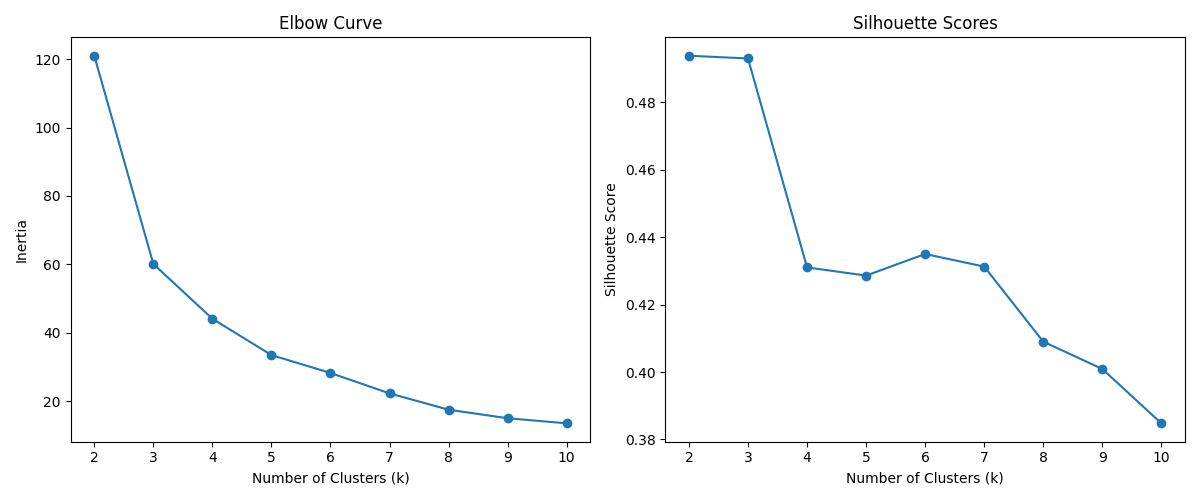 Elbow Curve
120
100
80
60
40
20
Inertia
2 3 4 5 6 7 8 9 10
Number of Clusters (k)
Silhouette Scores
0.48
0.46
0.44
0.42
0.40
0.38
Silhouette Score
2 3 4 5 6 7 8 9 10
Number of Clusters (k)